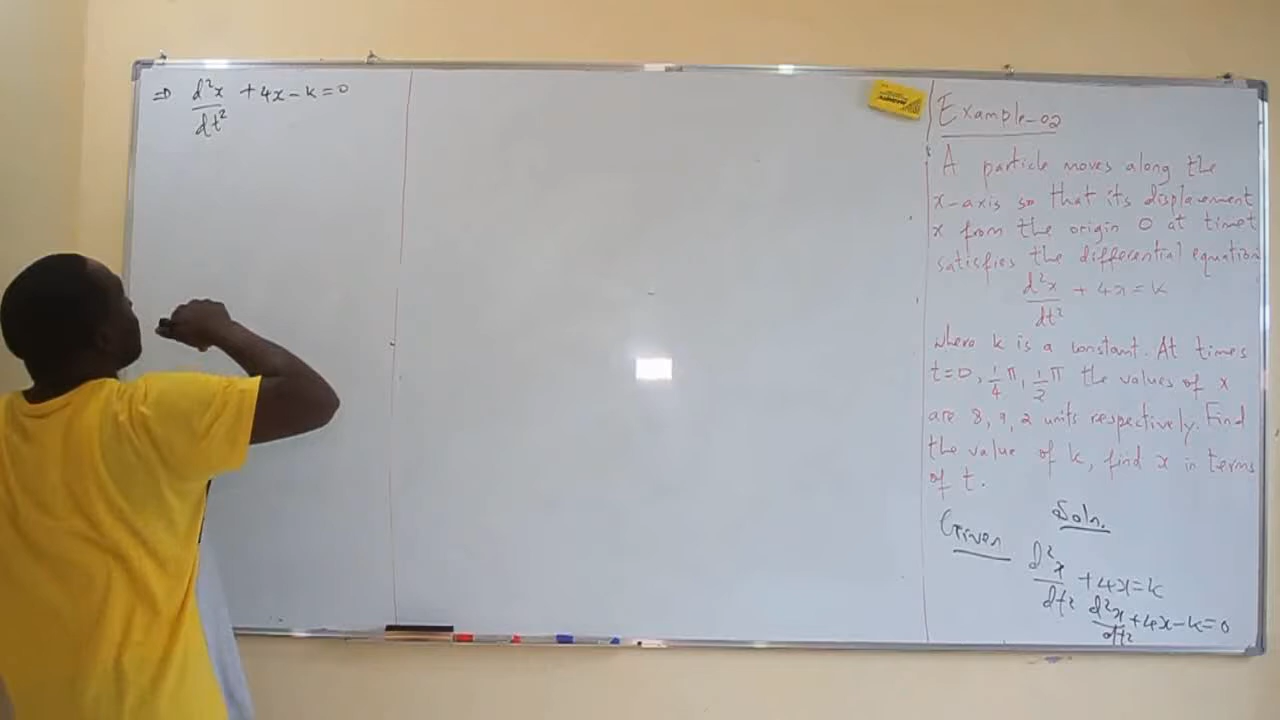 ⇒ d²x/dt² + 4x - k = 0
Example-02
A particle moves along the
x-axis so that its displacement
x from the origin O at time t
satisfies the differential equation
d²x/dt² + 4x = k
where k is a constant. At times
t=0, 1/4 π, 1/2 π the values of x
are 8, 9, 2 units respectively. Find
the value of k, find x in terms
of t.
Soln.
Given
d²x/dt² + 4x = k
d²x/dt² + 4x - k = 0